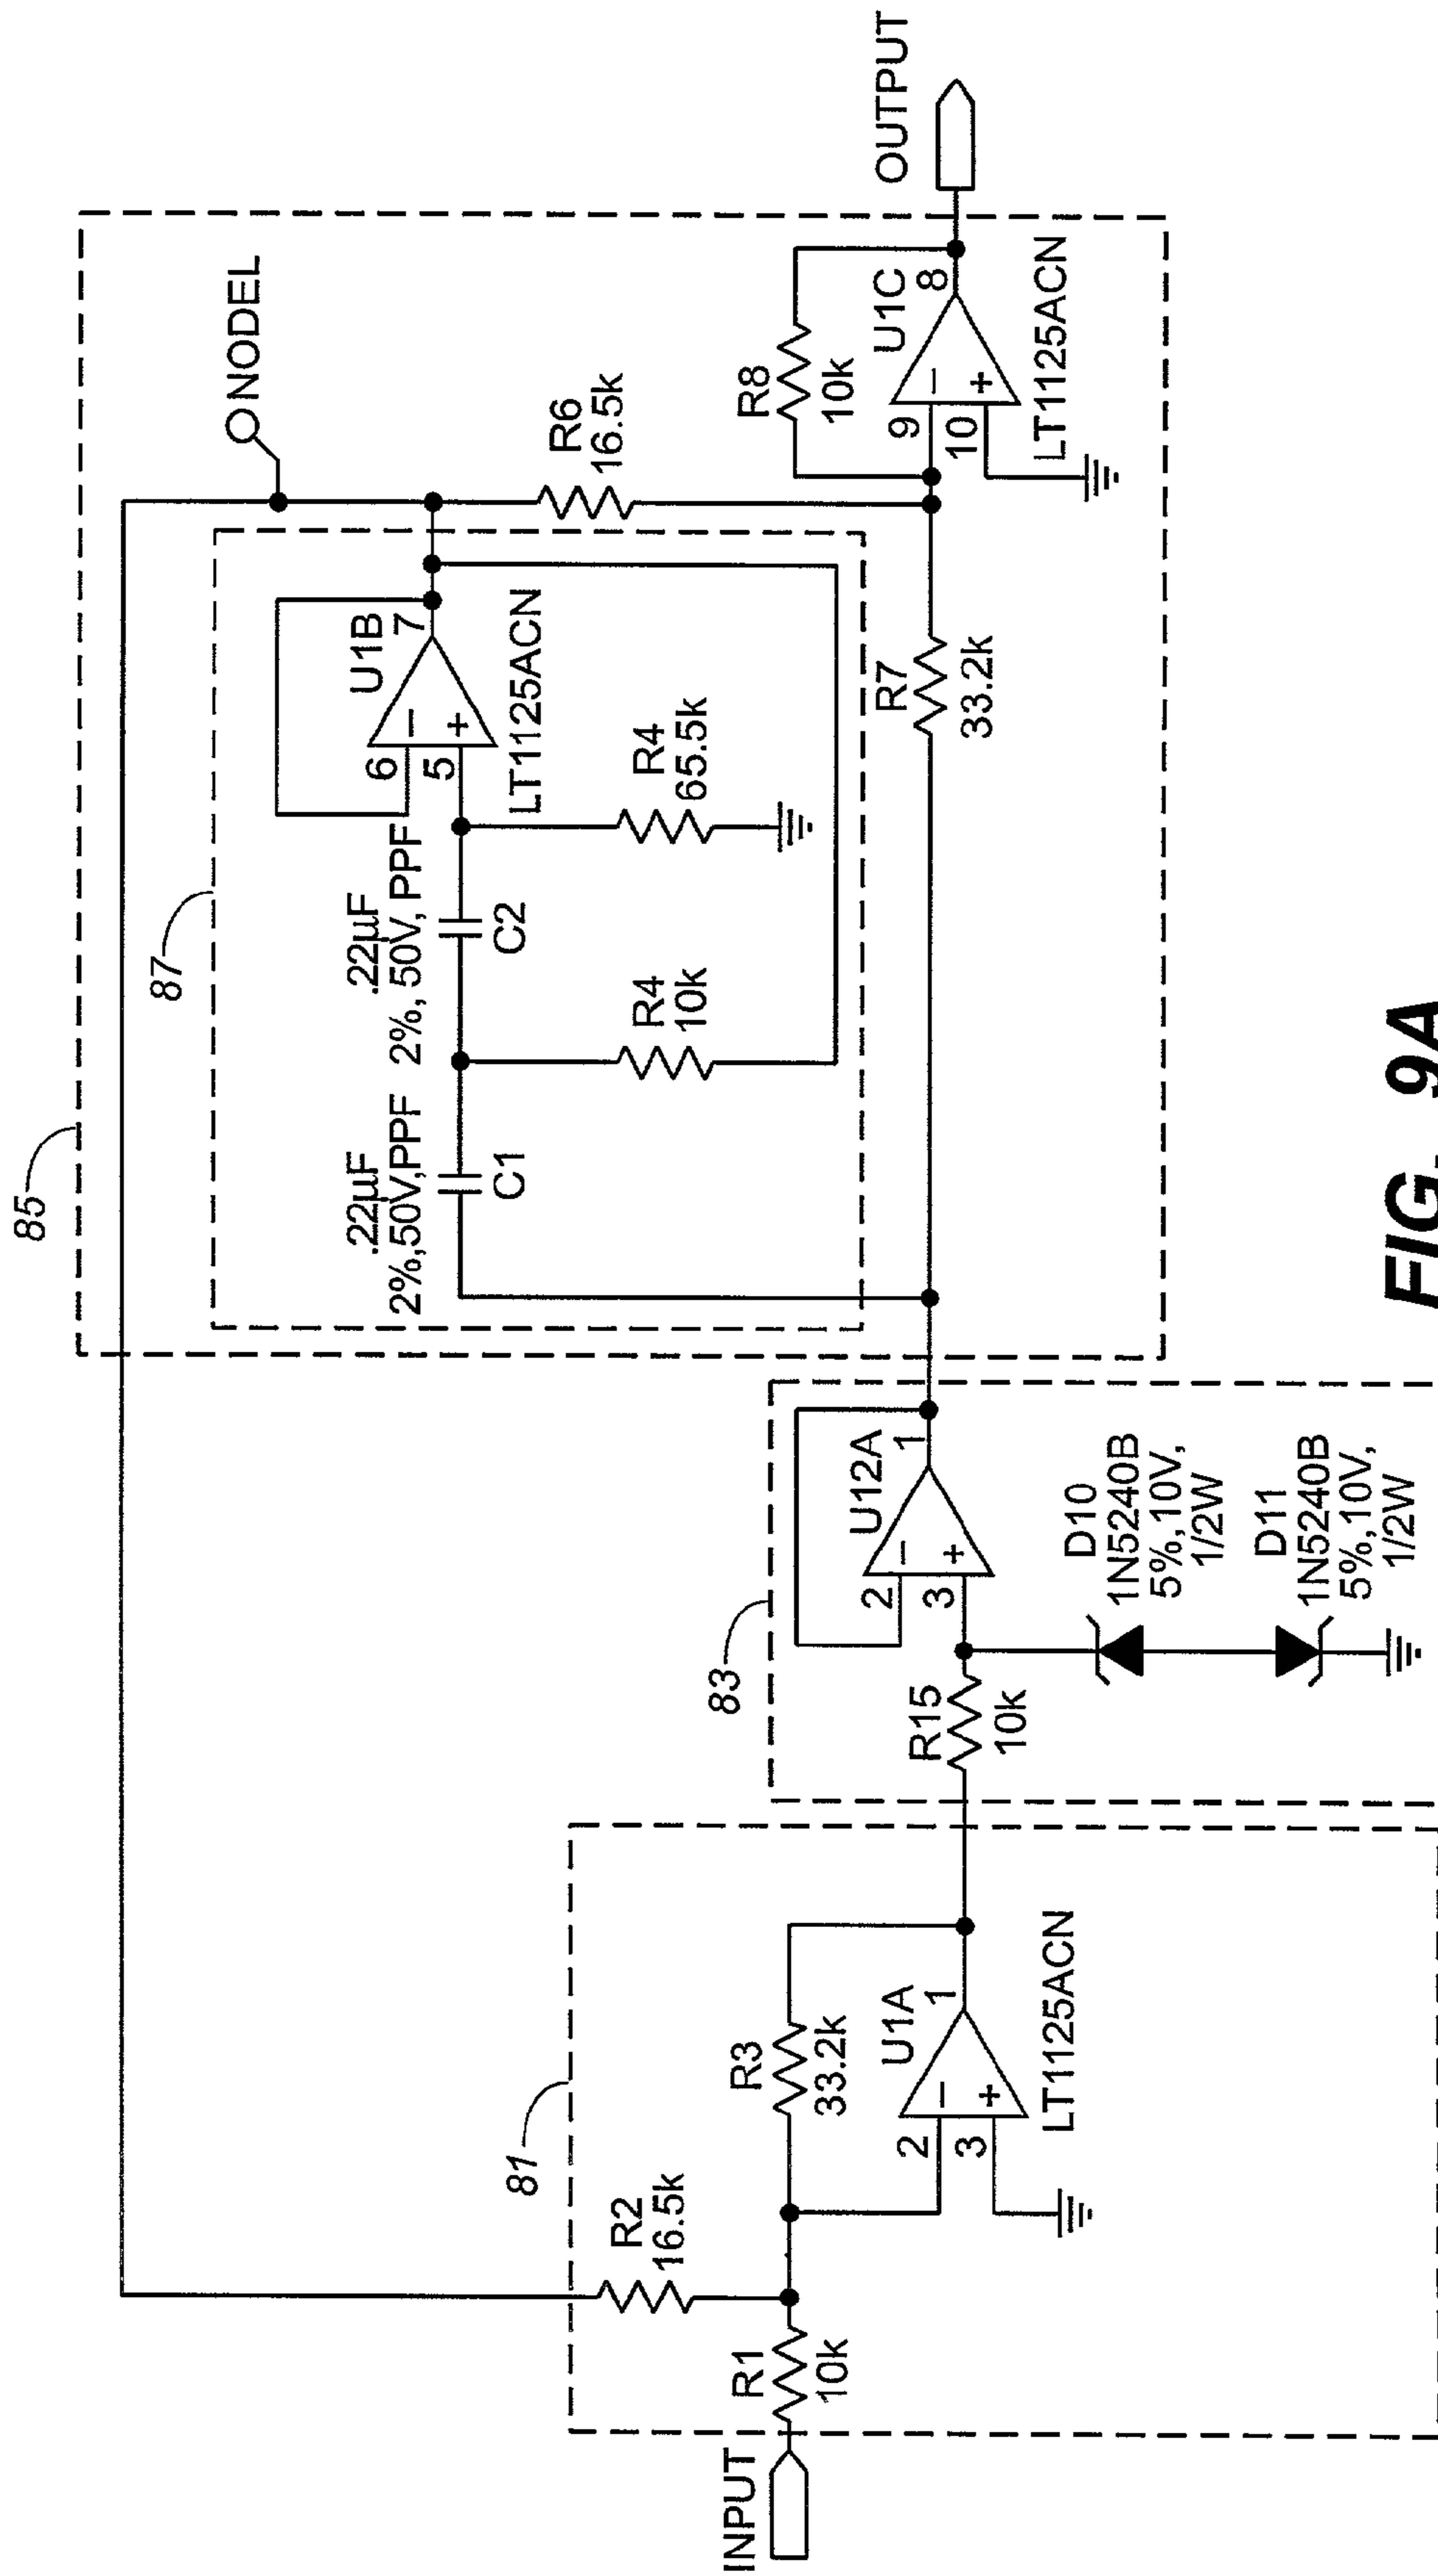 85
87
ONODEL
.22µF
2%,50V,PPF
C1
.22µF
2%, 50V, PPF
C2
R4
10k
R4
65.5k
6
5
7
U1B
LT1125ACN
R6
16.5k
R7
33.2k
R8
10k
9
10
8
U1C
LT1125ACN
OUTPUT
83
R15
10k
2
3
1
U12A
D10
1N5240B
5%,10V,
1/2W
D11
1N5240B
5%,10V,
1/2W
81
INPUT
R1
10k
R2
16.5k
R3
33.2k
2
3
1
U1A
LT1125ACN
FIG. 9A